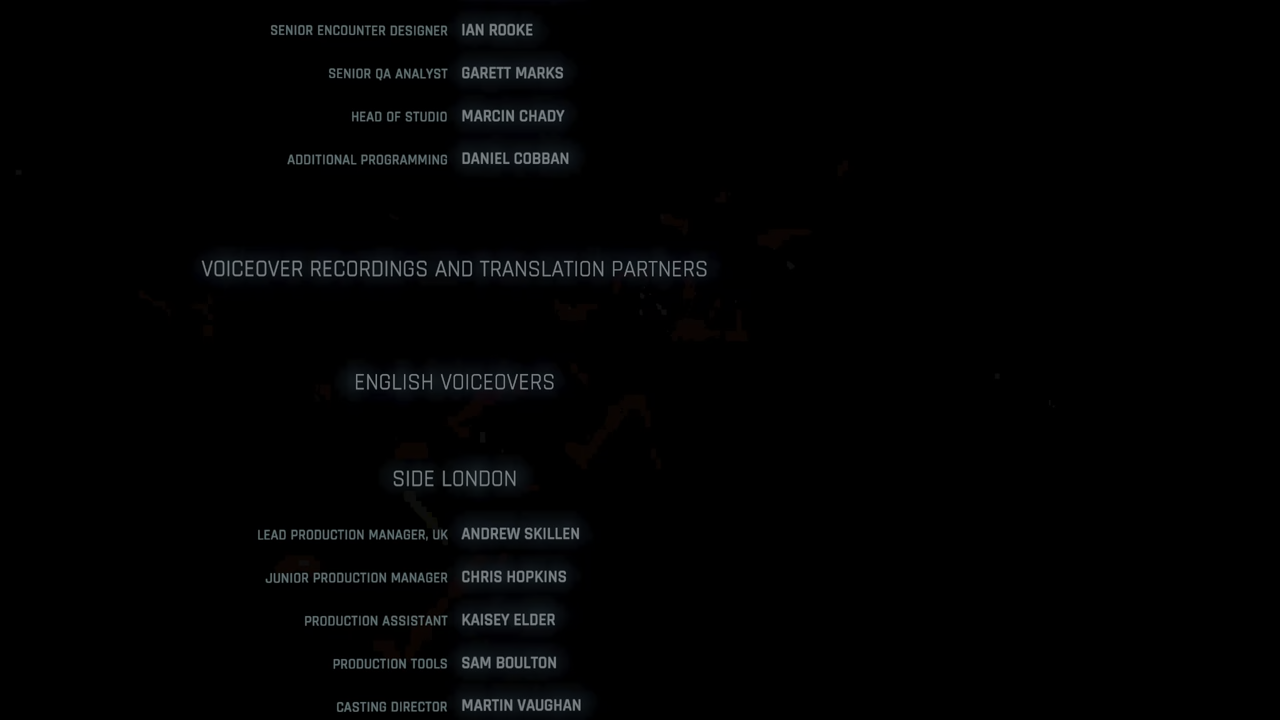 SENIOR ENCOUNTER DESIGNER IAN ROOKE
SENIOR QA ANALYST GARETT MARKS
HEAD OF STUDIO MARCIN CHADY
ADDITIONAL PROGRAMMING DANIEL COBBAN
VOICEOVER RECORDINGS AND TRANSLATION PARTNERS
ENGLISH VOICEOVERS
SIDE LONDON
LEAD PRODUCTION MANAGER, UK ANDREW SKILLEN
JUNIOR PRODUCTION MANAGER CHRIS HOPKINS
PRODUCTION ASSISTANT KAISEY ELDER
PRODUCTION TOOLS SAM BOULTON
CASTING DIRECTOR MARTIN VAUGHAN